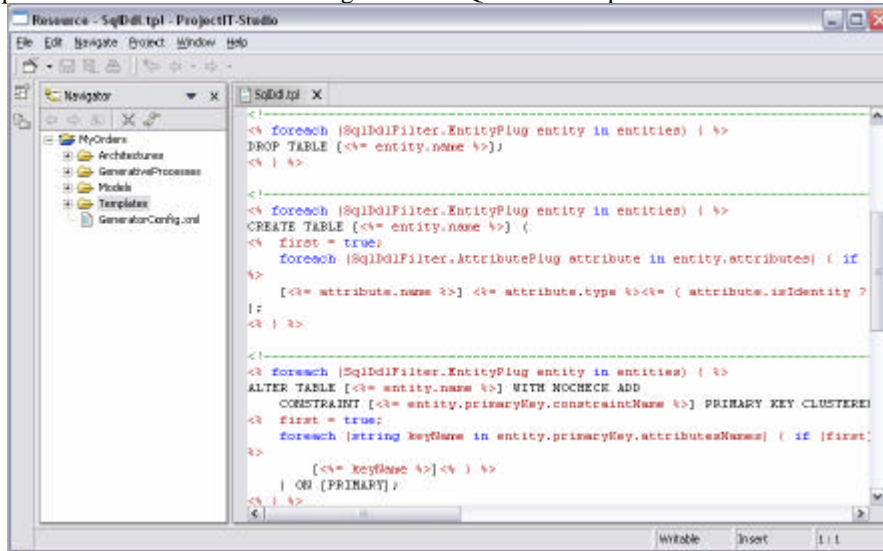 Resource - SqlDdl.tpl - ProjectIT-Studio
File Edit Navigate Project Window Help
Navigator
SqlDdl.tpl
MyOrders
Architectures
GenerativeProcesses
Models
Templates
GeneratorConfig.xml
<!--
<% foreach (SqlDdlFilter.EntityPlug entity in entities) { %>
DROP TABLE [<%= entity.name %>];
<% } %>
<!--
<% foreach (SqlDdlFilter.EntityPlug entity in entities) { %>
CREATE TABLE [<%= entity.name %>] (
<% first = true;
foreach (SqlDdlFilter.AttributePlug attribute in entity.attributes) { if
%>
[<%= attribute.name %>] <%= attribute.type %><%= ( attribute.isIdentity ?
);
<% } %>
<!--
<% foreach (SqlDdlFilter.EntityPlug entity in entities) { %>
ALTER TABLE [<%= entity.name %>] WITH NOCHECK ADD
CONSTRAINT [<%= entity.primaryKey.constraintName %>] PRIMARY KEY CLUSTERED
<% first = true;
foreach (string keyName in entity.primaryKey.attributesNames) { if (first)
%>
[<%= keyName %>]<% } %>
) ON [PRIMARY];
<% } %>
Writable Insert 1 : 1